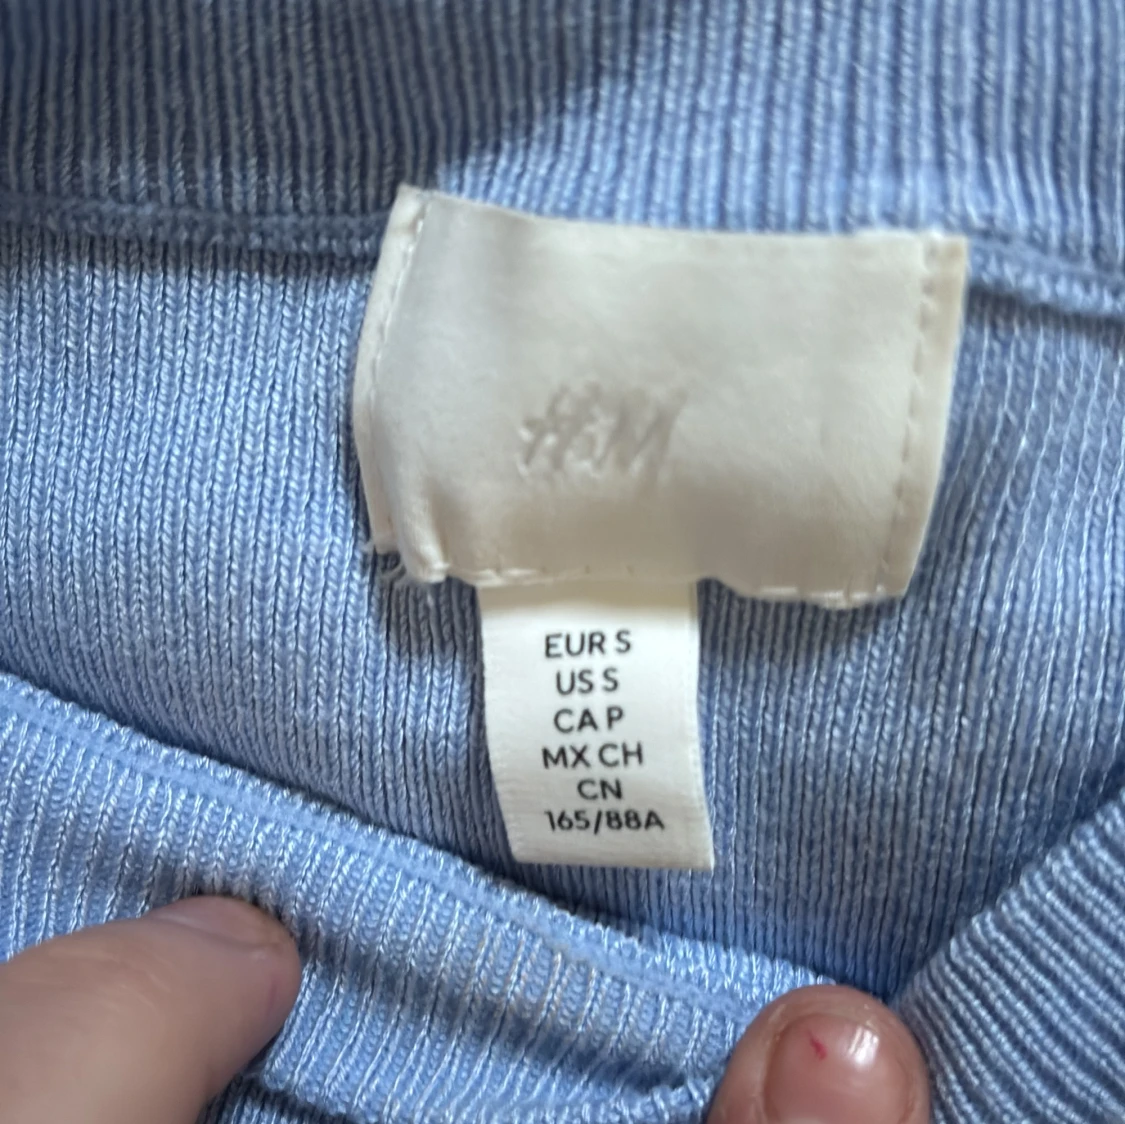 H&M
EUR S
US S
CA P
MX CH
CN
165/88A